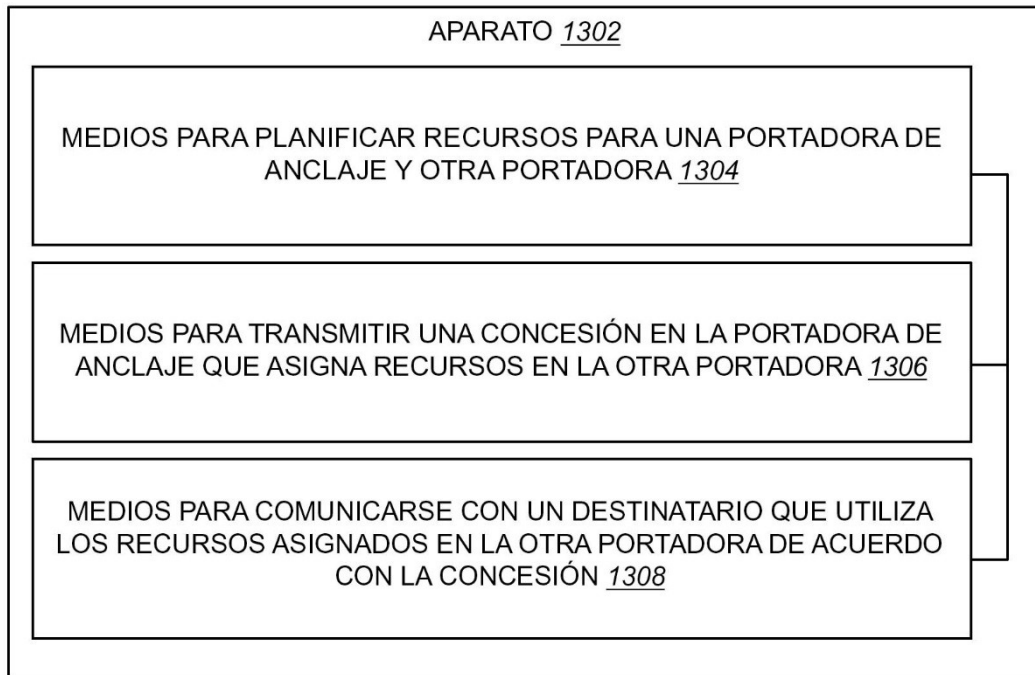 APARATO 1302
MEDIOS PARA PLANIFICAR RECURSOS PARA UNA PORTADORA DE
ANCLAJE Y OTRA PORTADORA 1304
MEDIOS PARA TRANSMITIR UNA CONCESIÓN EN LA PORTADORA DE
ANCLAJE QUE ASIGNA RECURSOS EN LA OTRA PORTADORA 1306
MEDIOS PARA COMUNICARSE CON UN DESTINATARIO QUE UTILIZA
LOS RECURSOS ASIGNADOS EN LA OTRA PORTADORA DE ACUERDO
CON LA CONCESIÓN 1308